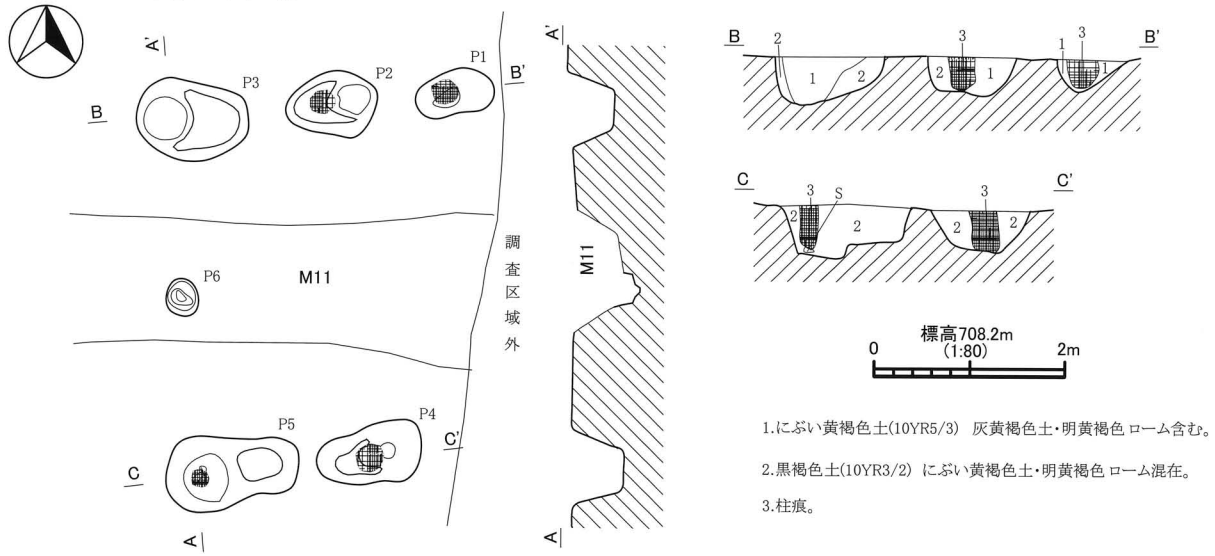 A'
P3
P2
P1
B
B'
P6
M11
調査区域外
P5
P4
C
C'
A
A'
M11
A
B
2
3
3
B'
1
2
2
1
1
1
C
3
S
3
C'
2
2
2
2
標高708.2m
0
(1:80)
2m
1.にぶい黄褐色土(10YR5/3) 灰黄褐色土・明黄褐色ローム含む。
2.黒褐色土(10YR3/2) にぶい黄褐色土・明黄褐色ローム混在。
3.柱痕。